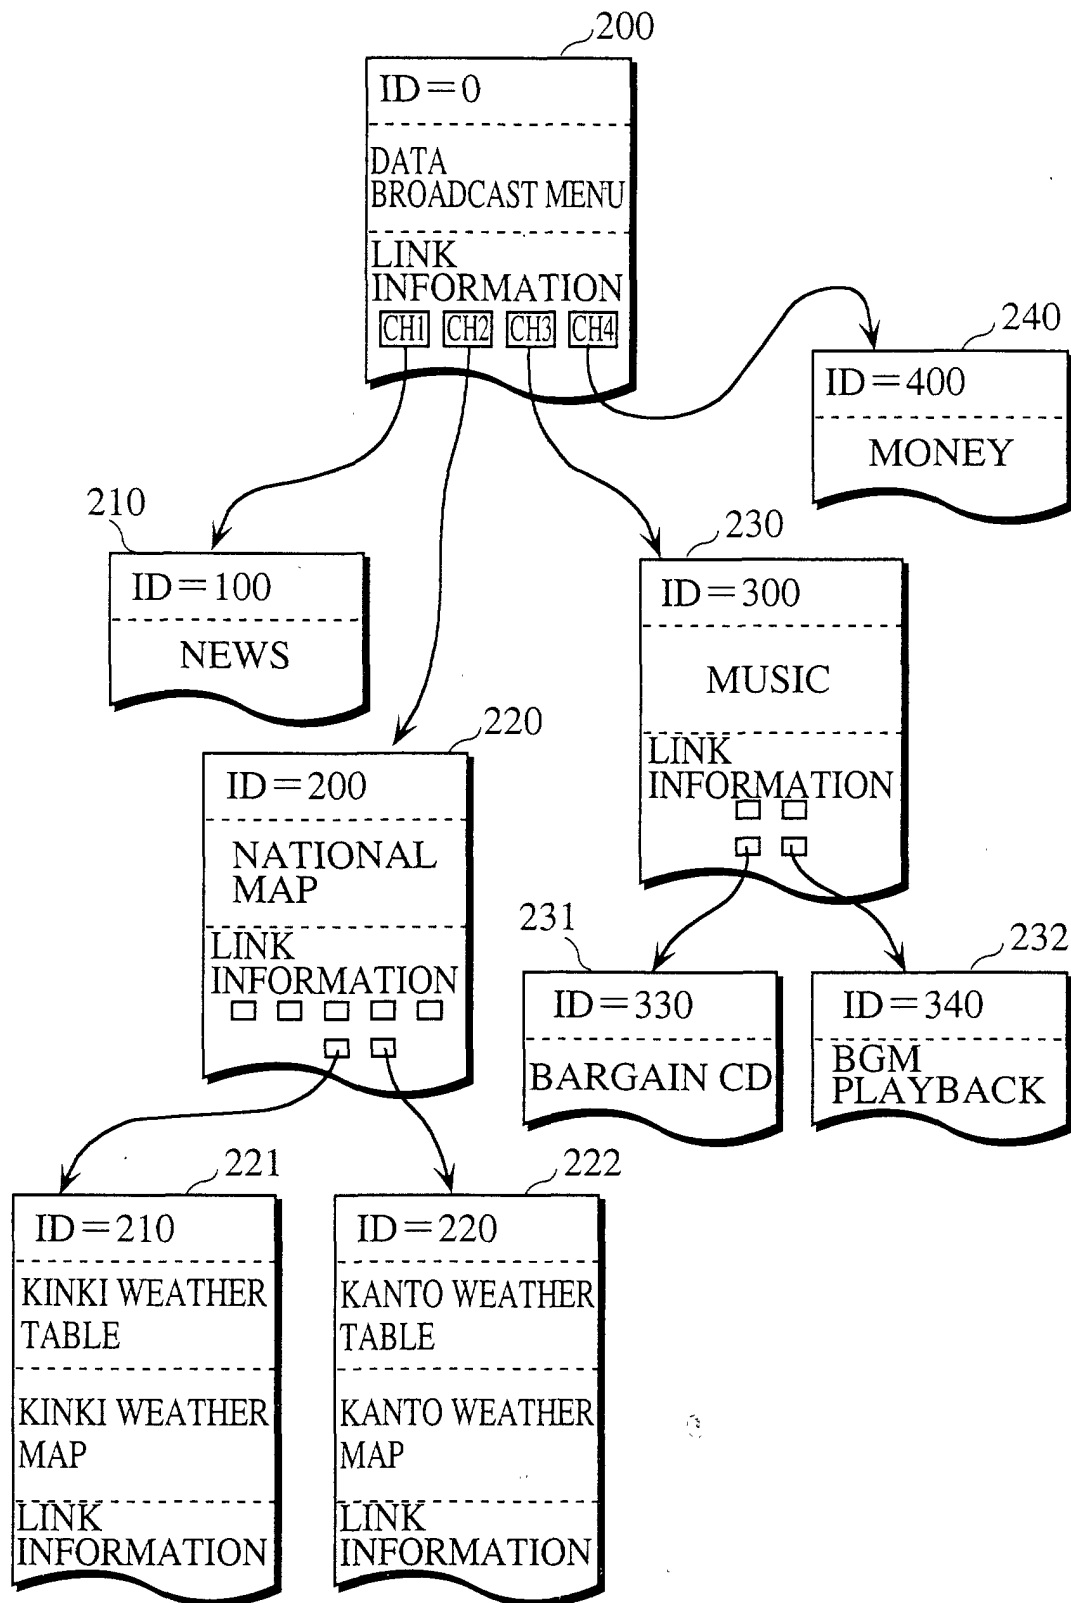 200
ID=0
DATA
BROADCAST MENU
LINK
INFORMATION
CH1 CH2 CH3 CH4
240
ID=400
MONEY
210
ID=100
NEWS
230
ID=300
MUSIC
LINK
INFORMATION
220
ID=200
NATIONAL
MAP
LINK
INFORMATION
231
ID=330
BARGAIN CD
232
ID=340
BGM
PLAYBACK
221
ID=210
KINKI WEATHER
TABLE
KINKI WEATHER
MAP
LINK
INFORMATION
222
ID=220
KANTO WEATHER
TABLE
KANTO WEATHER
MAP
LINK
INFORMATION